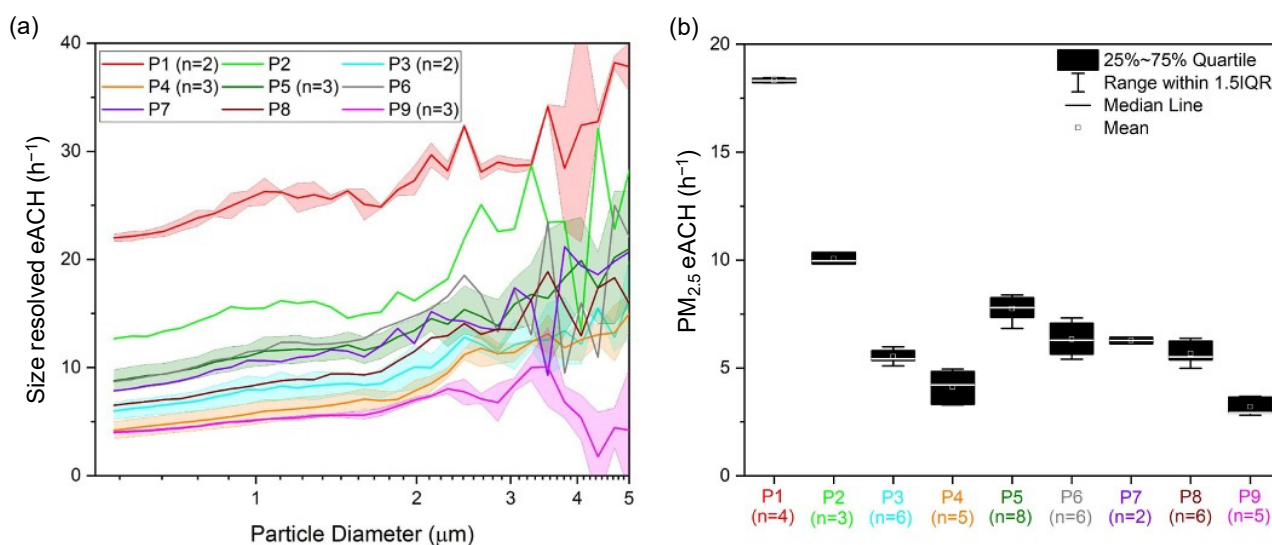 (a)
Size resolved eACH (h⁻¹)
40
30
20
10
0
P1 (n=2) P2 P3 (n=2)
P4 (n=3) P5 (n=3) P6
P7 P8 P9 (n=3)
1 2 3 4 5
Particle Diameter (μm)
(b)
PM₂.₅ eACH (h⁻¹)
20
15
10
5
0
25%~75% Quartile
Range within 1.5IQR
Median Line
Mean
P1 P2 P3 P4 P5 P6 P7 P8 P9
(n=4) (n=3) (n=6) (n=5) (n=8) (n=6) (n=2) (n=6) (n=5)